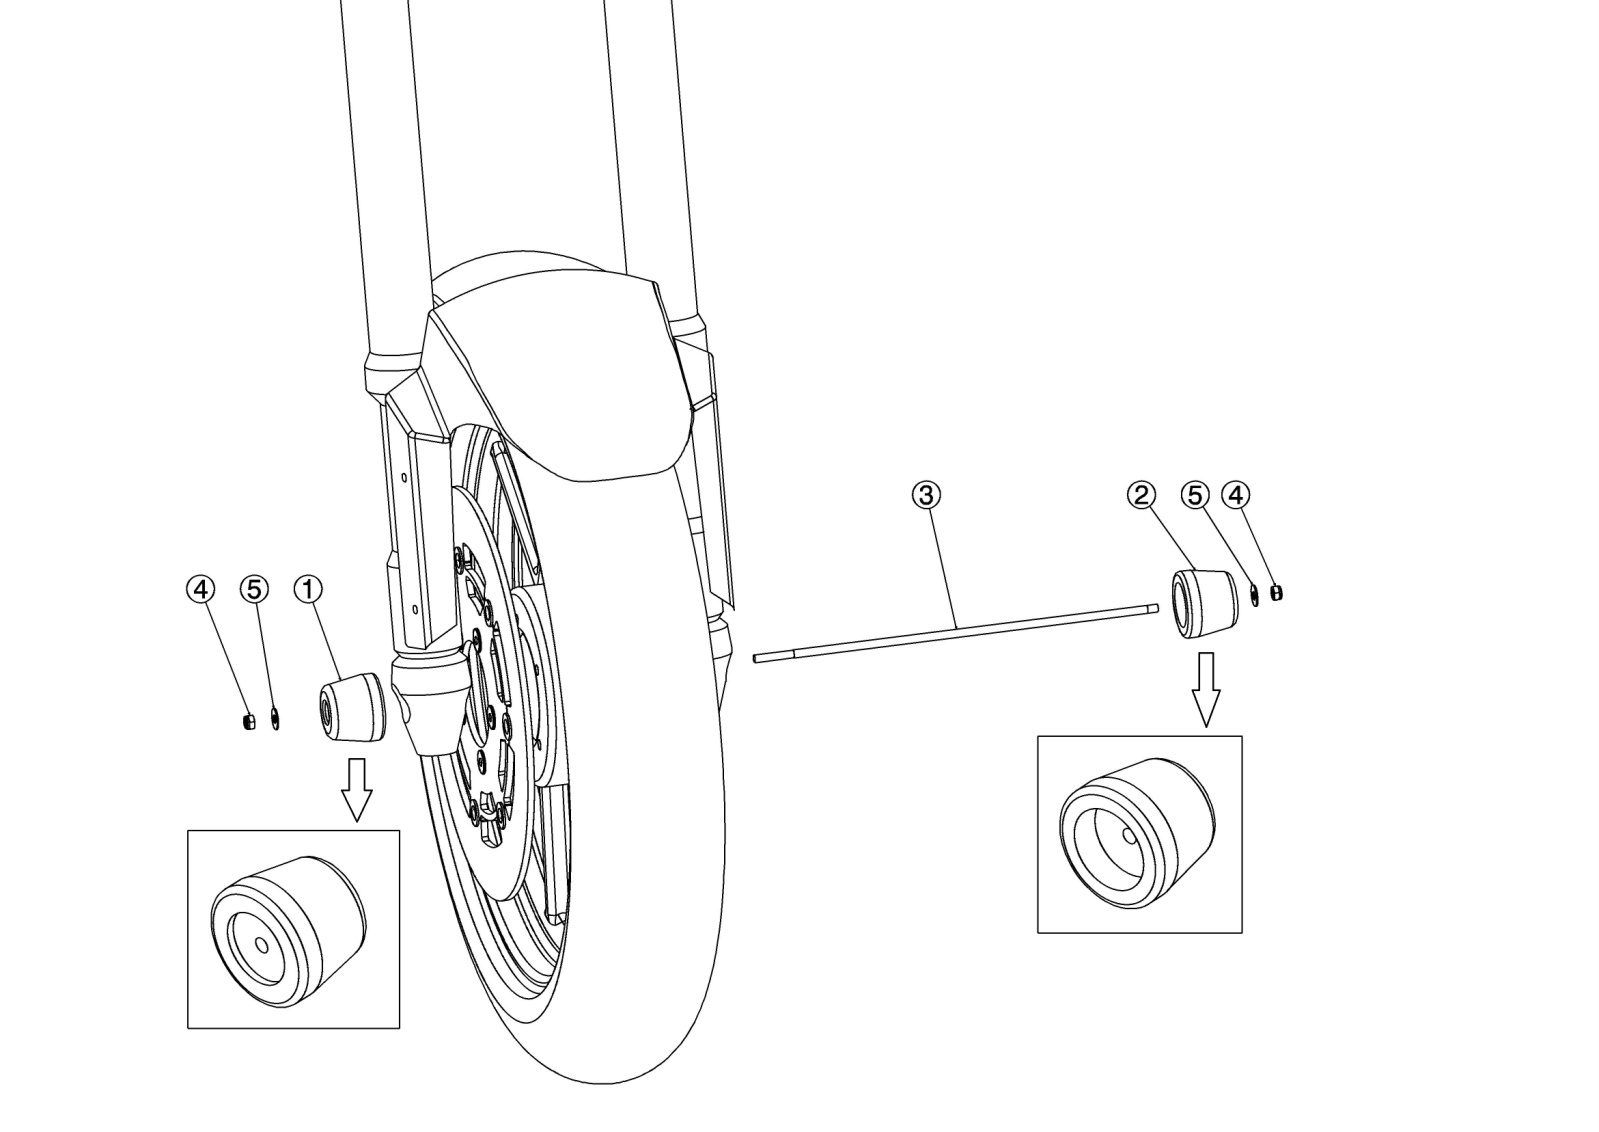 ③ ② ⑤ ④
④ ⑤ ①